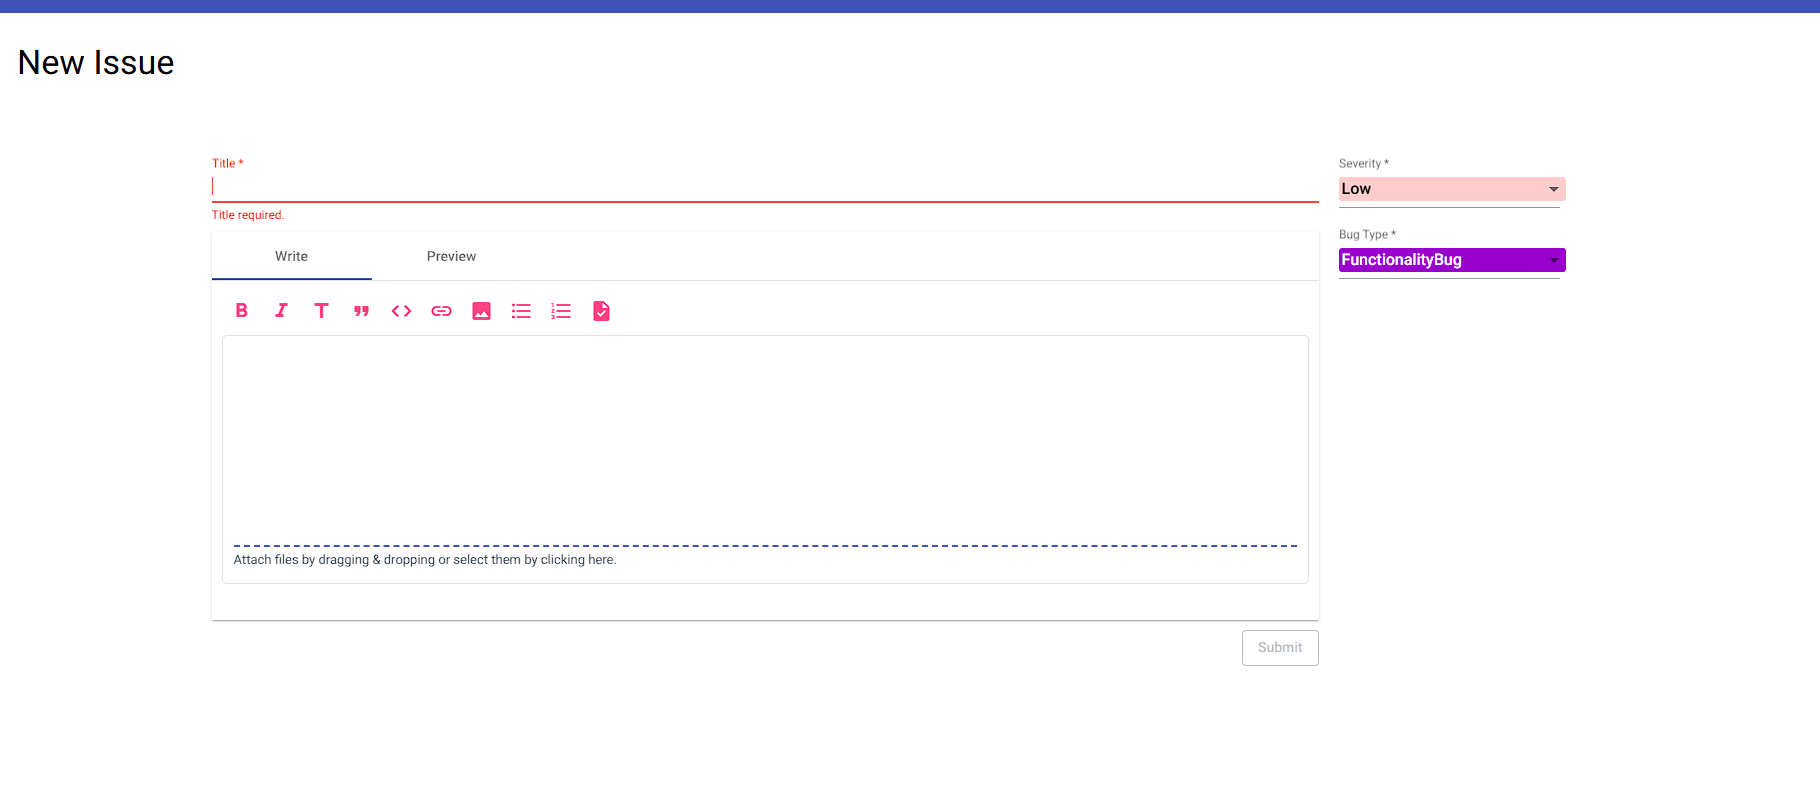 New Issue
Title *
Title required.
Write
Preview
Attach files by dragging & dropping or select them by clicking here.
Submit
Severity *
Low
Bug Type *
FunctionalityBug